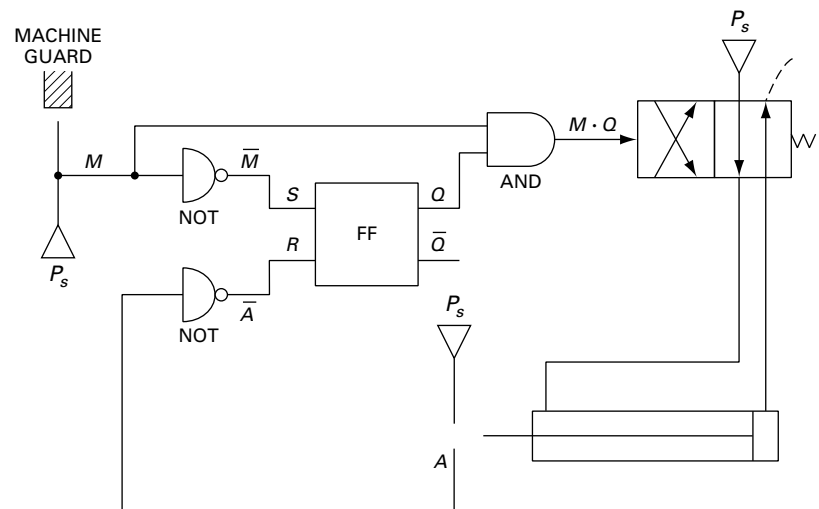 MACHINE
GUARD
P_s
M
M̅
M · Q
NOT
S
Q
AND
FF
R
Q̅
P_s
A̅
NOT
P_s
A